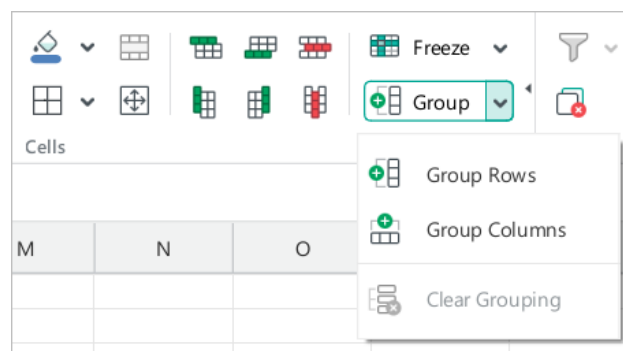 Freeze
Group
Cells
Group Rows
Group Columns
M N O
Clear Grouping